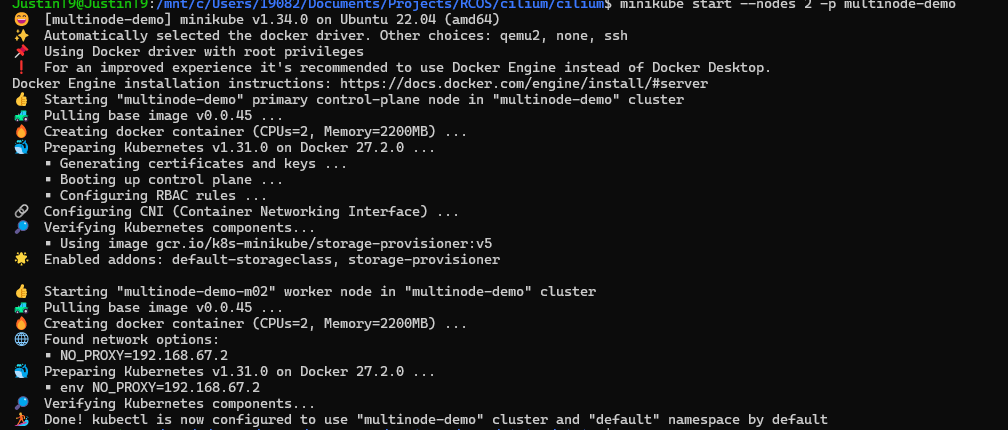 Justin19@Justin19:/mnt/c/Users/19082/Documents/Projects/RCOS/cilium/cilium$ minikube start --nodes 2 -p multinode-demo
[multinode-demo] minikube v1.34.0 on Ubuntu 22.04 (amd64)
Automatically selected the docker driver. Other choices: qemu2, none, ssh
Using Docker driver with root privileges
For an improved experience it's recommended to use Docker Engine instead of Docker Desktop.
Docker Engine installation instructions: https://docs.docker.com/engine/install/#server
Starting "multinode-demo" primary control-plane node in "multinode-demo" cluster
Pulling base image v0.0.45 ...
Creating docker container (CPUs=2, Memory=2200MB) ...
Preparing Kubernetes v1.31.0 on Docker 27.2.0 ...
▪ Generating certificates and keys ...
▪ Booting up control plane ...
▪ Configuring RBAC rules ...
Configuring CNI (Container Networking Interface) ...
Verifying Kubernetes components...
▪ Using image gcr.io/k8s-minikube/storage-provisioner:v5
Enabled addons: default-storageclass, storage-provisioner
Starting "multinode-demo-m02" worker node in "multinode-demo" cluster
Pulling base image v0.0.45 ...
Creating docker container (CPUs=2, Memory=2200MB) ...
Found network options:
▪ NO_PROXY=192.168.67.2
Preparing Kubernetes v1.31.0 on Docker 27.2.0 ...
▪ env NO_PROXY=192.168.67.2
Verifying Kubernetes components...
Done! kubectl is now configured to use "multinode-demo" cluster and "default" namespace by default